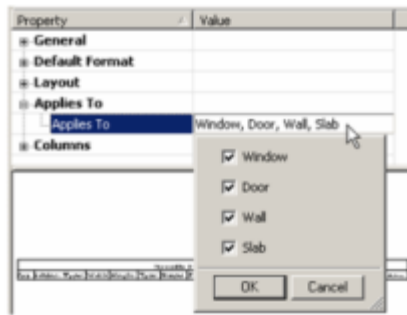 Property Value
General
Default Format
Layout
Applies To
Applies To Window, Door, Wall, Slab
Columns
Window
Door
Wall
Slab
OK Cancel